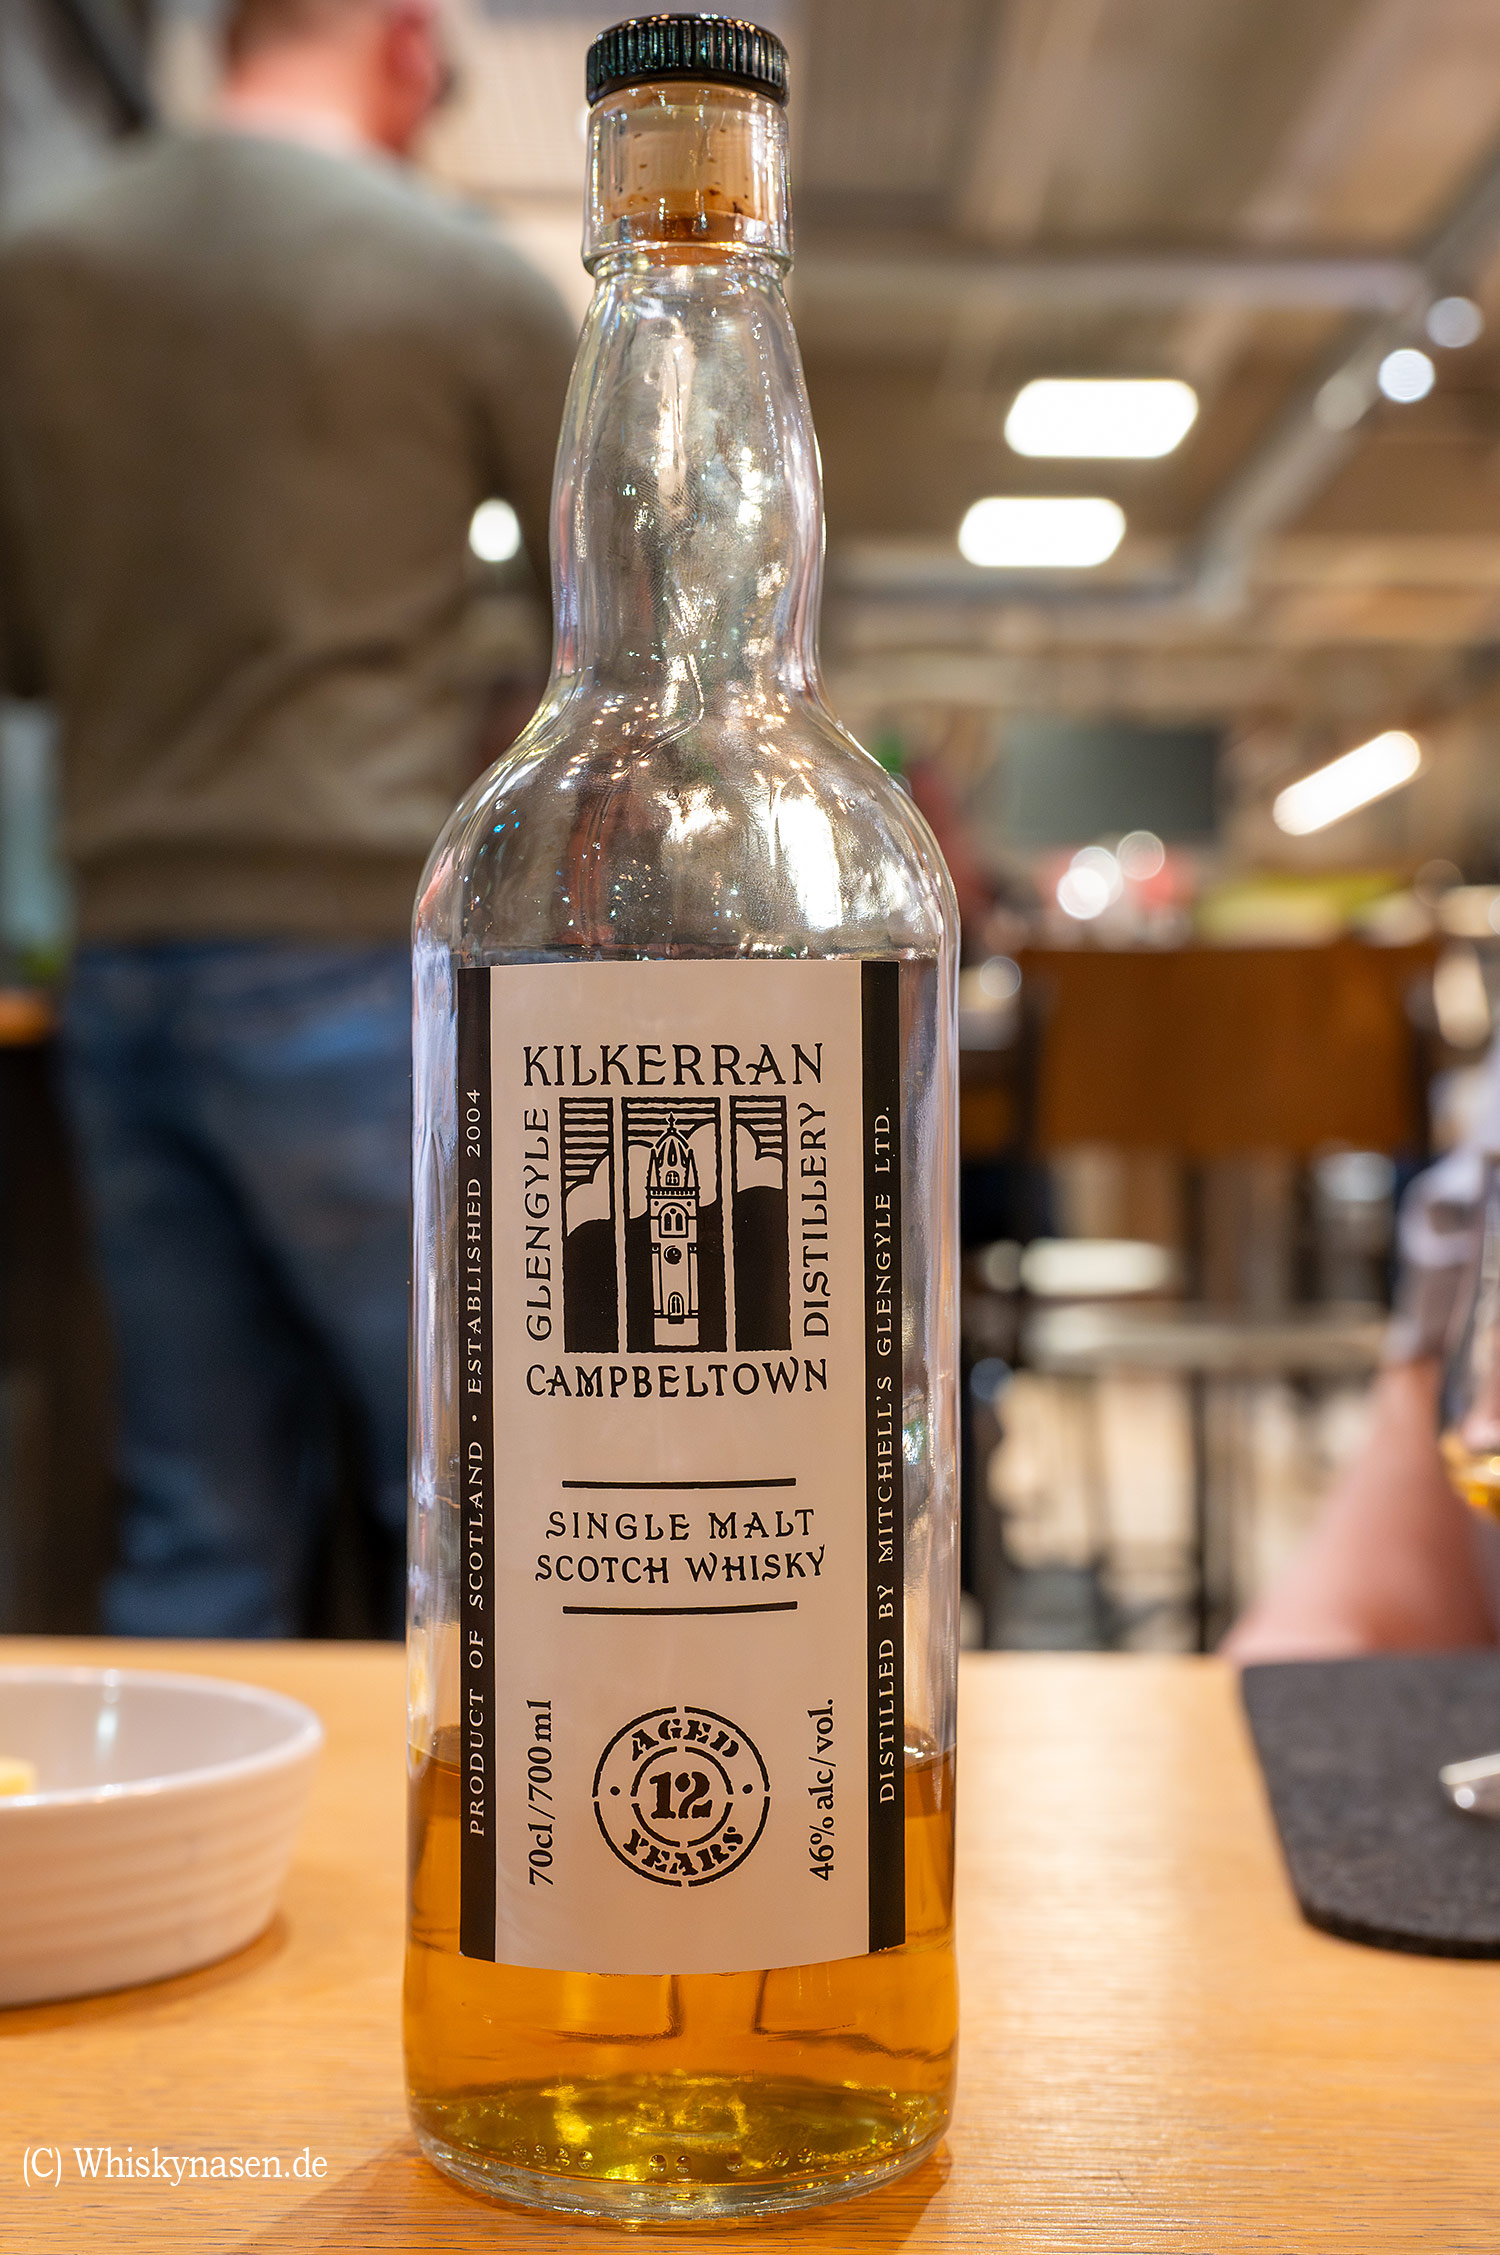 KILKERRAN
GLENGYLE
DISTILLERY
CAMPBELTOWN
PRODUCT OF SCOTLAND • ESTABLISHED 2004
DISTILLED BY MITCHELL'S GLENGYLE LTD.
SINGLE MALT
SCOTCH WHISKY
70cl/700ml
AGED
12
YEARS
46% alc/vol.
(C) Whiskynasen.de